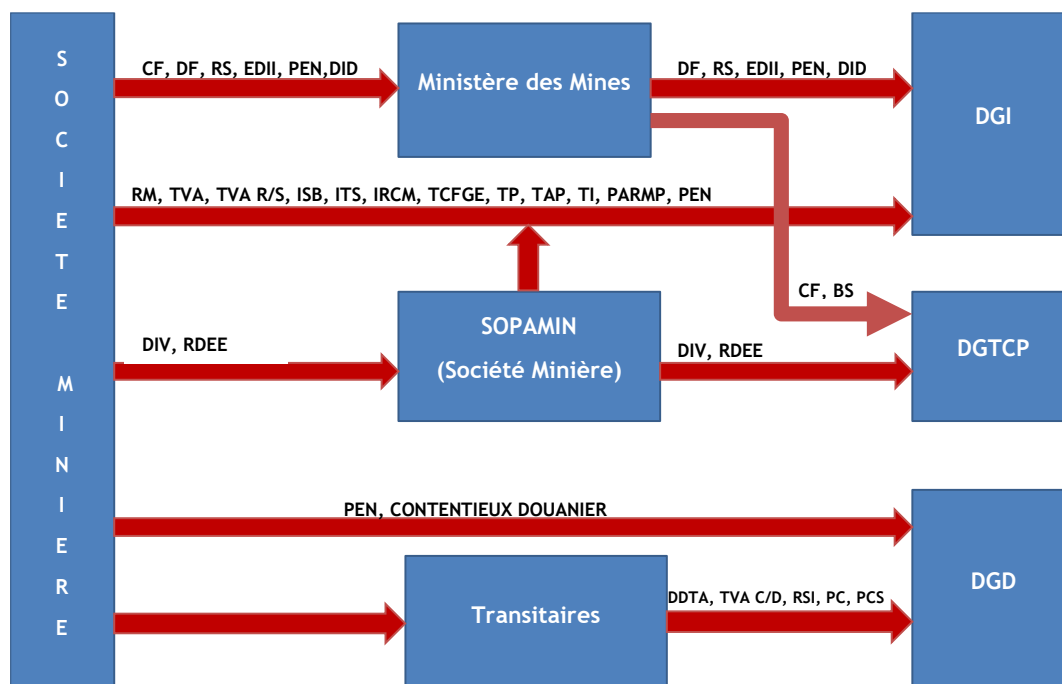 SOCIETE MINIERE
CF, DF, RS, EDII, PEN,DID
Ministère des Mines
DF, RS, EDII, PEN, DID
DGI
RM, TVA, TVA R/S, ISB, ITS, IRCM, TCFGE, TP, TAP, TI, PARMP, PEN
CF, BS
DIV, RDEE
SOPAMIN
(Société Minière)
DIV, RDEE
DGTCP
PEN, CONTENTIEUX DOUANIER
DGD
Transitaires
DDTA, TVA C/D, RSI, PC, PCS